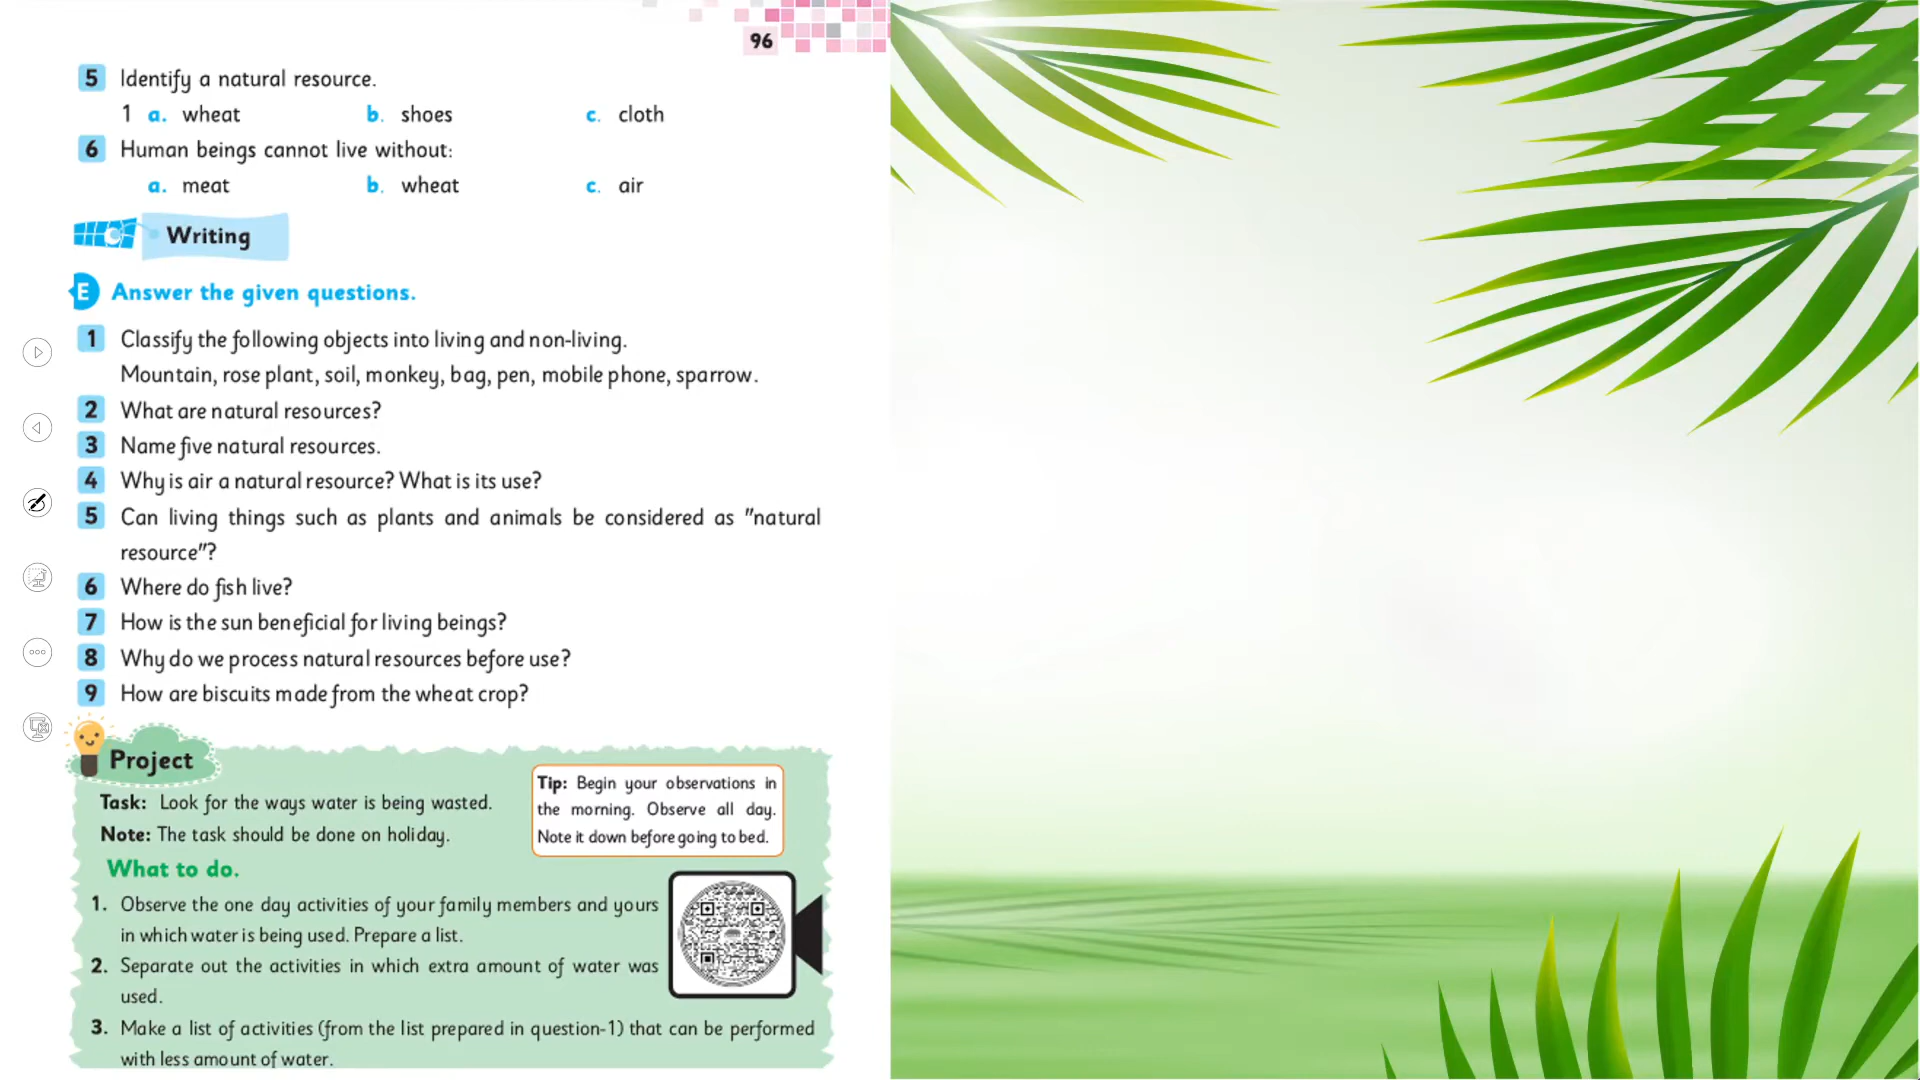 96
5 Identify a natural resource.
1 a. wheat b. shoes c. cloth
6 Human beings cannot live without:
a. meat b. wheat c. air
Writing
E Answer the given questions.
1 Classify the following objects into living and non-living.
Mountain, rose plant, soil, monkey, bag, pen, mobile phone, sparrow.
2 What are natural resources?
3 Name five natural resources.
4 Why is air a natural resource? What is its use?
5 Can living things such as plants and animals be considered as "natural
resource"?
6 Where do fish live?
7 How is the sun beneficial for living beings?
8 Why do we process natural resources before use?
9 How are biscuits made from the wheat crop?
Project
Task: Look for the ways water is being wasted.
Note: The task should be done on holiday.
Tip: Begin your observations in
the morning. Observe all day.
Note it down before going to bed.
What to do.
1. Observe the one day activities of your family members and yours
in which water is being used. Prepare a list.
2. Separate out the activities in which extra amount of water was
used.
3. Make a list of activities (from the list prepared in question-1) that can be performed
with less amount of water.